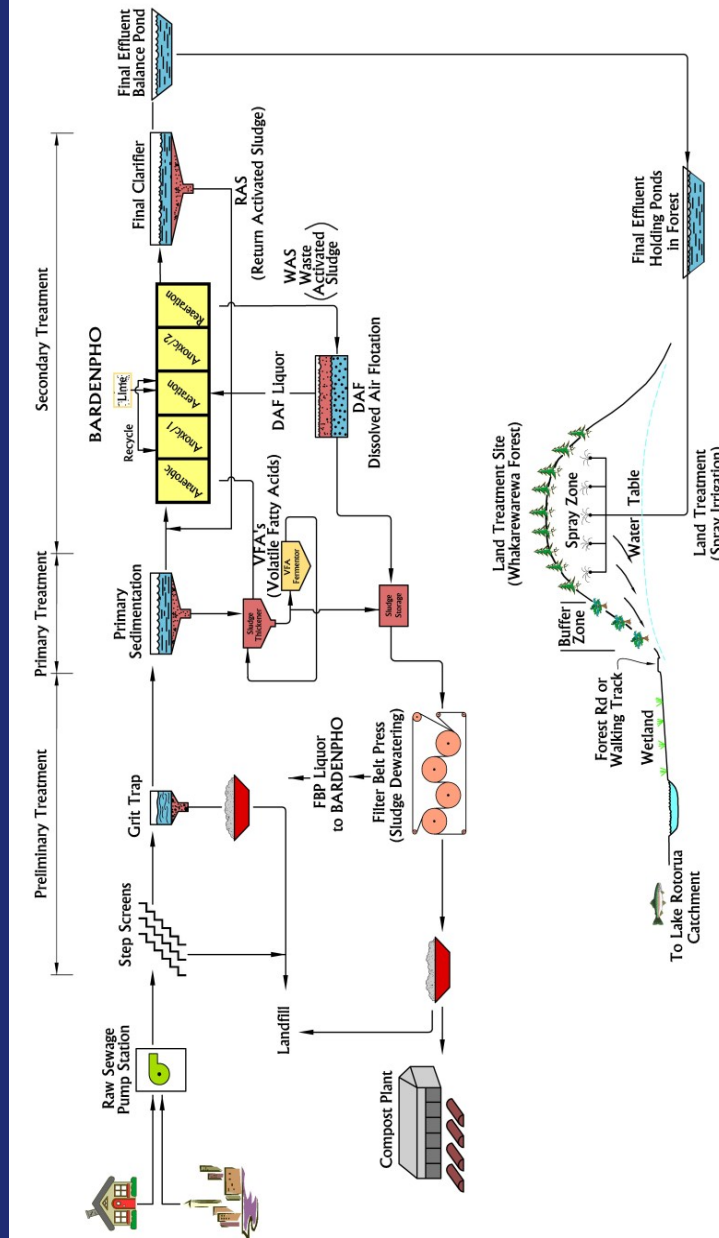 Preliminary Treatment
Primary Treatment
Secondary Treatment
Raw Sewage
Pump Station
Step Screens
Grit Trap
Primary
Sedimentation
BARDENPHO
Recycle
Lime
Anaerobic
Anoxic/1
Aeration
Anoxic/2
Reaeration
Final Clarifier
Final Effluent
Balance Pond
RAS
(Return Activated Sludge)
WAS
Waste
(Activated
Sludge)
DAF Liquor
DAF
Dissolved Air Flotation
VFA's
(Volatile Fatty Acids)
VFA
Fermentor
Sludge
Thickener
Sludge
Storage
Landfill
FBP Liquor
to BARDENPHO
Filter Belt Press
(Sludge Dewatering)
Compost Plant
Land Treatment Site
(Whakarewarewa Forest)
Buffer
Zone
Spray Zone
Water Table
Forest Rd or
Walking Track
Wetland
To Lake Rotorua
Catchment
Land Treatment
(Spray Irrigation)
Final Effluent
Holding Ponds
in Forest